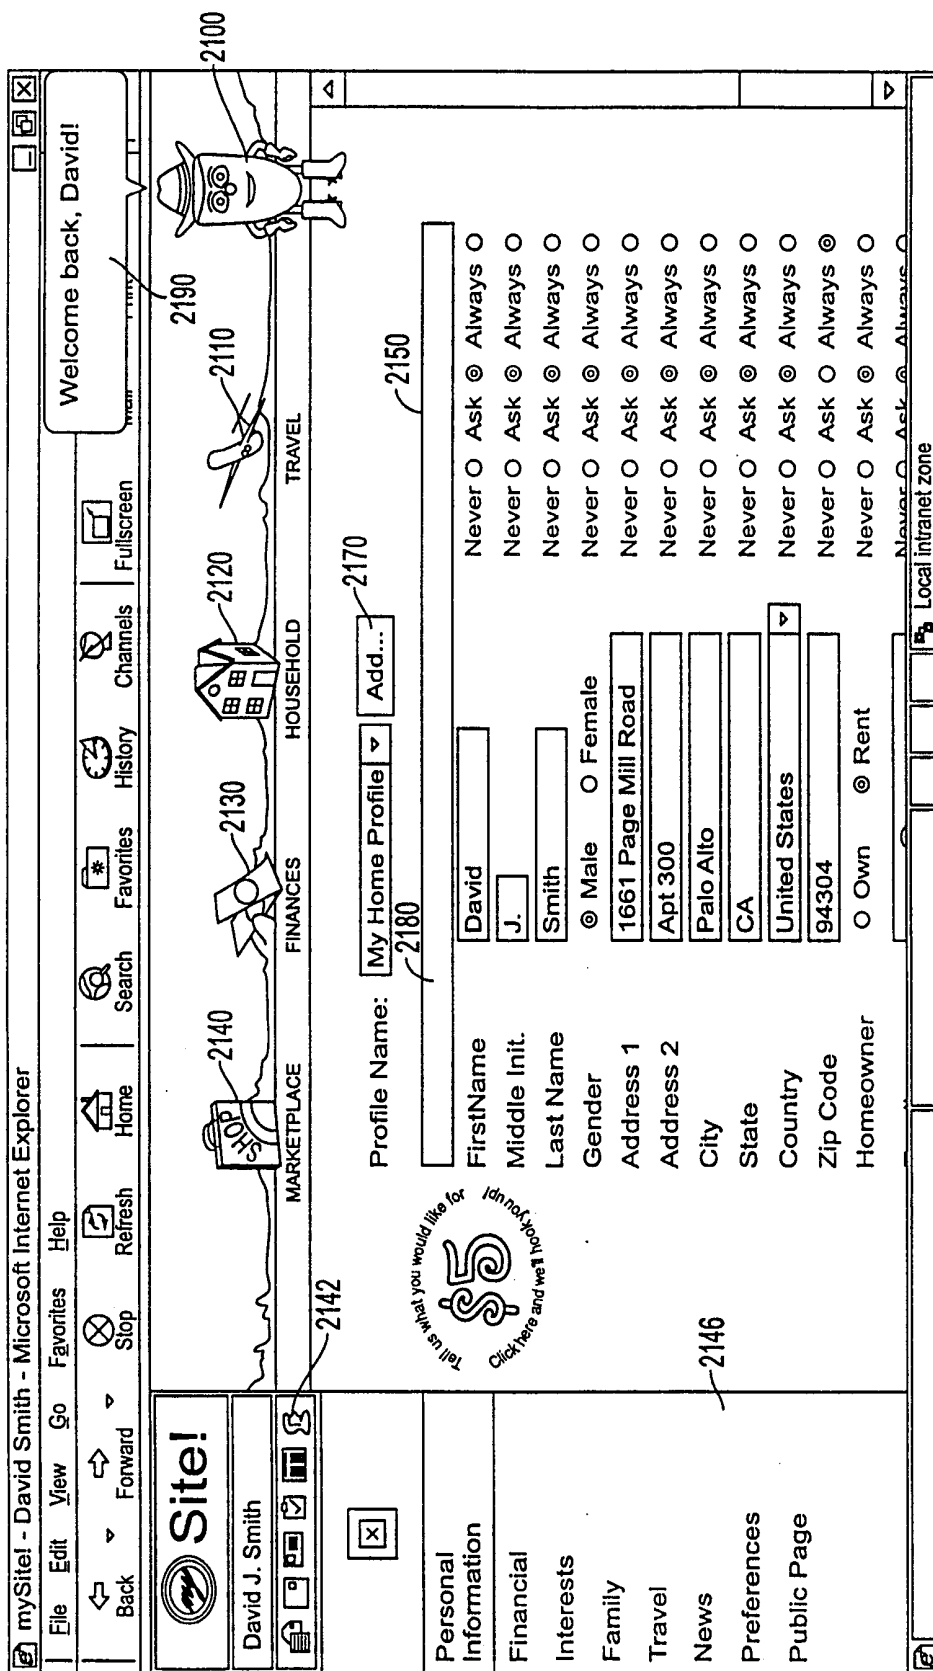 mySite! - David Smith - Microsoft Internet Explorer
File Edit View Go Favorites Help
Back Forward Stop Refresh Home Search Favorites History Channels Fullscreen
Welcome back, David!
2190
2100
my Site!
David J. Smith
2142
SHOP
2140
2130
2120
2110
MARKETPLACE FINANCES HOUSEHOLD TRAVEL
Personal Information
Financial
Interests
Family
Travel
News
Preferences
Public Page
2146
Tell us what you would like for
$5
Click here and we'll hook you up!
Profile Name: My Home Profile Add...
2170
2180
2150
FirstName David Never Ask Always
Middle Init. J. Never Ask Always
Last Name Smith Never Ask Always
Gender Male Female Never Ask Always
Address 1 1661 Page Mill Road Never Ask Always
Address 2 Apt 300 Never Ask Always
City Palo Alto Never Ask Always
State CA Never Ask Always
Country United States Never Ask Always
Zip Code 94304 Never Ask Always
Homeowner Own Rent Never Ask Always
Never Ask Always
Local intranet zone